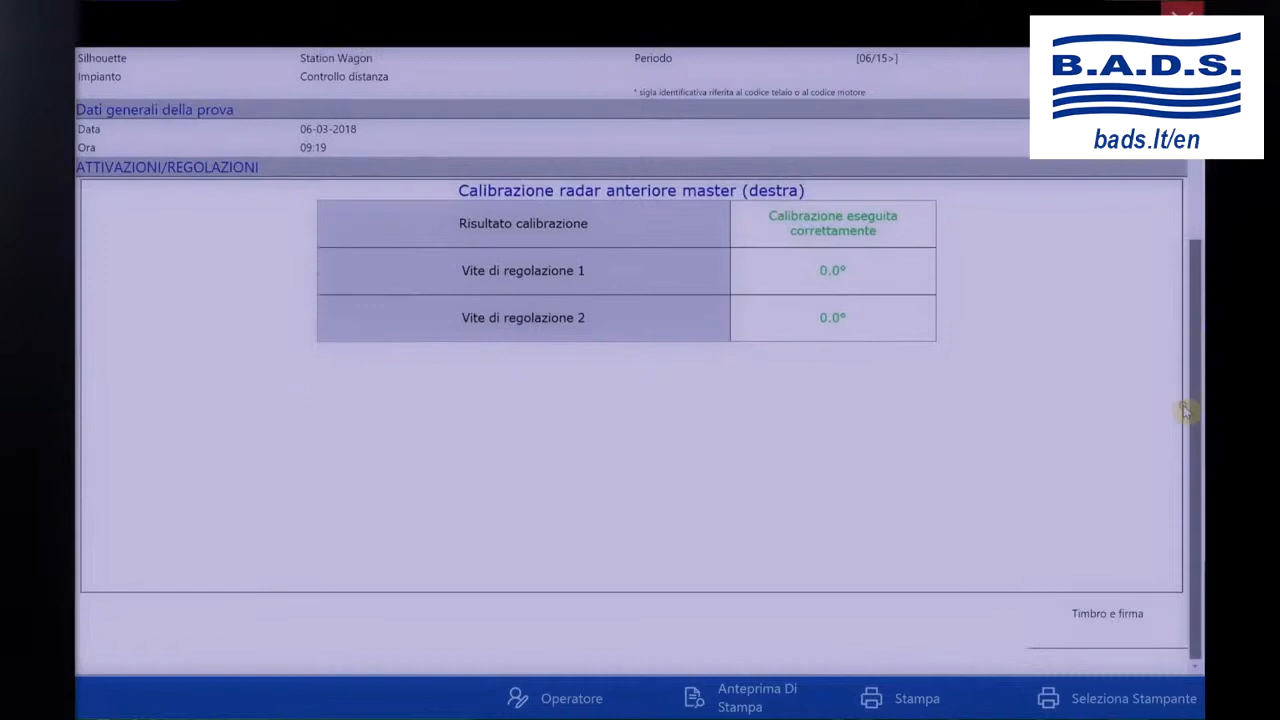 Silhouette Station Wagon Periodo [06/15>]
Impianto Controllo distanza
* sigla identificativa riferita al codice telaio o al codice motore
Dati generali della prova
Data 06-03-2018
Ora 09:19
ATTIVAZIONI/REGOLAZIONI
Calibrazione radar anteriore master (destra)
Risultato calibrazione Calibrazione eseguita
correttamente
Vite di regolazione 1 0.0°
Vite di regolazione 2 0.0°
Timbro e firma
Operatore
Anteprima Di
Stampa
Stampa
Seleziona Stampante
B.A.D.S.
bads.lt/en